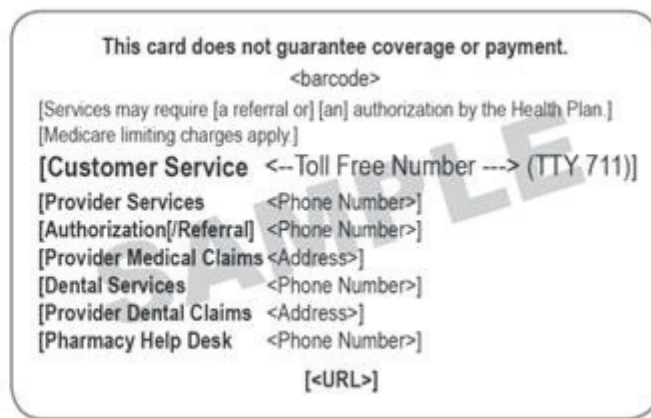 This card does not guarantee coverage or payment.
<barcode>
[Services may require [a referral or] [an] authorization by the Health Plan.]
[Medicare limiting charges apply.]
[Customer Service <--Toll Free Number ---> (TTY 711)]
[Provider Services <Phone Number>]
[Authorization[/Referral] <Phone Number>]
[Provider Medical Claims <Address>]
[Dental Services <Phone Number>]
[Provider Dental Claims <Address>]
[Pharmacy Help Desk <Phone Number>]
[<URL>]
SAMPLE